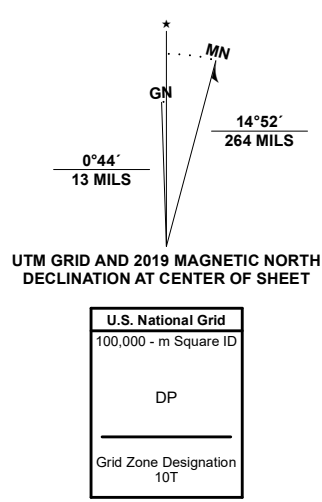 ★
MN
GN
14°52´
264 MILS
0°44´
13 MILS
UTM GRID AND 2019 MAGNETIC NORTH
DECLINATION AT CENTER OF SHEET
U.S. National Grid
100,000 - m Square ID
DP
Grid Zone Designation
10T